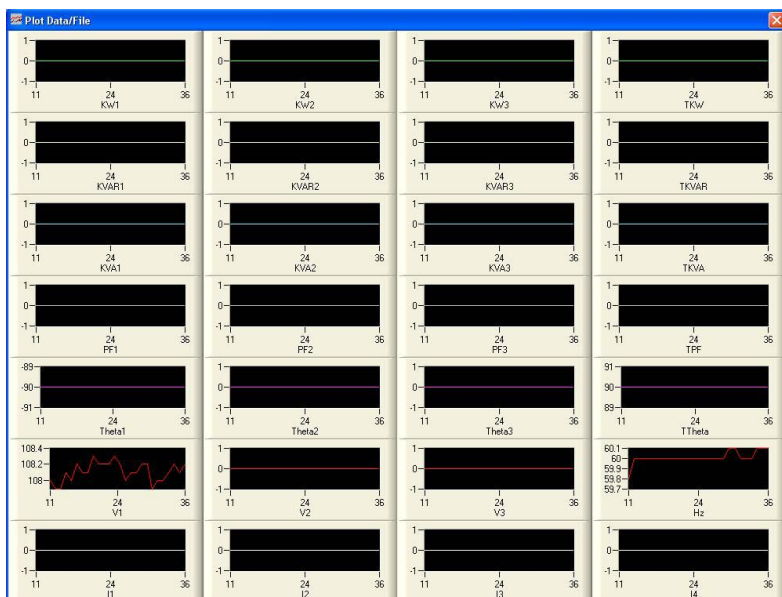 Plot Data/File
1 1 1 1
0 0 0 0
-1 -1 -1 -1
11 24 36 11 24 36 11 24 36 11 24 36
KW1 KW2 KW3 TKW
1 1 1 1
0 0 0 0
-1 -1 -1 -1
11 24 36 11 24 36 11 24 36 11 24 36
KVAR1 KVAR2 KVAR3 TKVAR
1 1 1 1
0 0 0 0
-1 -1 -1 -1
11 24 36 11 24 36 11 24 36 11 24 36
KVA1 KVA2 KVA3 TKVA
1 1 1 1
0 0 0 0
-1 -1 -1 -1
11 24 36 11 24 36 11 24 36 11 24 36
PF1 PF2 PF3 TPF
-89 1 1 91
-90 0 0 90
-91 -1 -1 89
11 24 36 11 24 36 11 24 36 11 24 36
Theta1 Theta2 Theta3 TTheta
108.4 1 1 60.1
108.2 0 0 60
108 -1 -1 59.9
59.8
59.7
11 24 36 11 24 36 11 24 36 11 24 36
V1 V2 V3 Hz
1 1 1 1
0 0 0 0
-1 -1 -1 -1
11 24 36 11 24 36 11 24 36 11 24 36
I1 I2 I3 I4